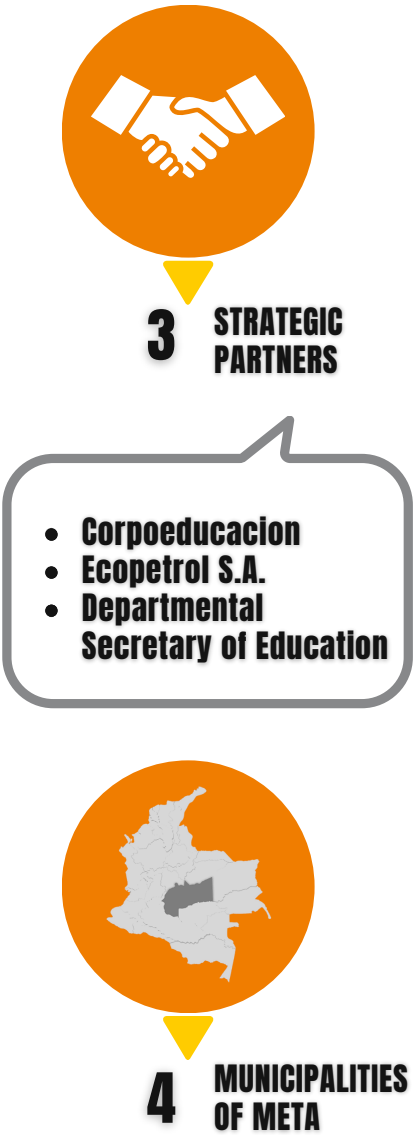 3 STRATEGIC
PARTNERS
• Corpoeducacion
• Ecopetrol S.A.
• Departmental
Secretary of Education
4 MUNICIPALITIES
OF META